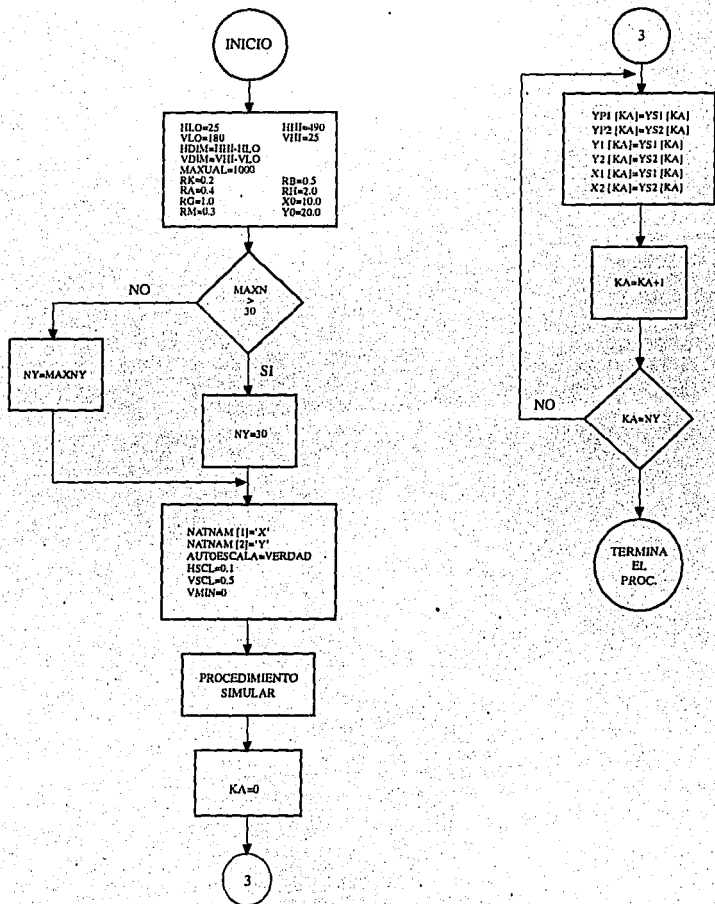 INICIO
HLO=25 HHI=490
VLO=180 VHI=25
HDIM=HHI-HLO
VDIM=VHI-VLO
MAXUAL=1000
RK=0.2 RB=0.5
RA=0.4 RH=2.0
RG=1.0 X0=10.0
RM=0.3 Y0=20.0
MAXN
>
30
NO
SI
NY=MAXNY
NY=30
NATNAM [1]='X'
NATNAM [2]='Y'
AUTOESCALA=VERDAD
HSCL=0.1
VSCL=0.5
VMIN=0
PROCEDIMIENTO
SIMULAR
KA=0
3
3
YP1 [KA]=YS1 [KA]
YP2 [KA]=YS2 [KA]
Y1 [KA]=YS1 [KA]
Y2 [KA]=YS2 [KA]
X1 [KA]=YS1 [KA]
X2 [KA]=YS2 [KA]
KA=KA+1
NO
KA=NY
TERMINA
EL
PROC.